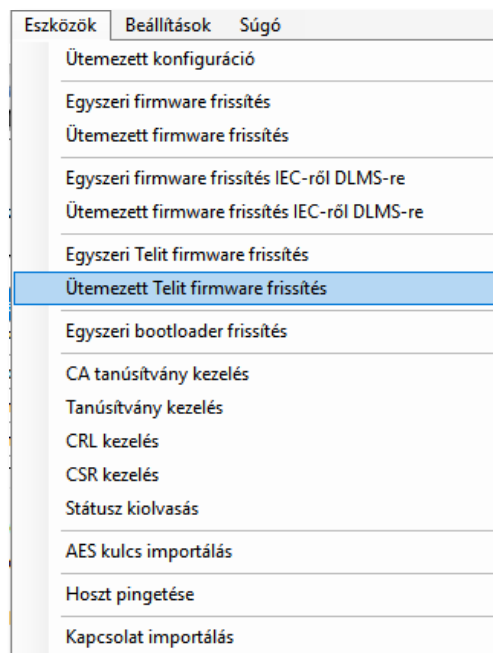 Eszközök Beállítások Súgó
Ütemezett konfiguráció
Egyszeri firmware frissítés
Ütemezett firmware frissítés
Egyszeri firmware frissítés IEC-ről DLMS-re
Ütemezett firmware frissítés IEC-ről DLMS-re
Egyszeri Telit firmware frissítés
Ütemezett Telit firmware frissítés
Egyszeri bootloader frissítés
CA tanúsítvány kezelés
Tanúsítvány kezelés
CRL kezelés
CSR kezelés
Státusz kiolvasás
AES kulcs importálás
Hoszt pingetése
Kapcsolat importálás